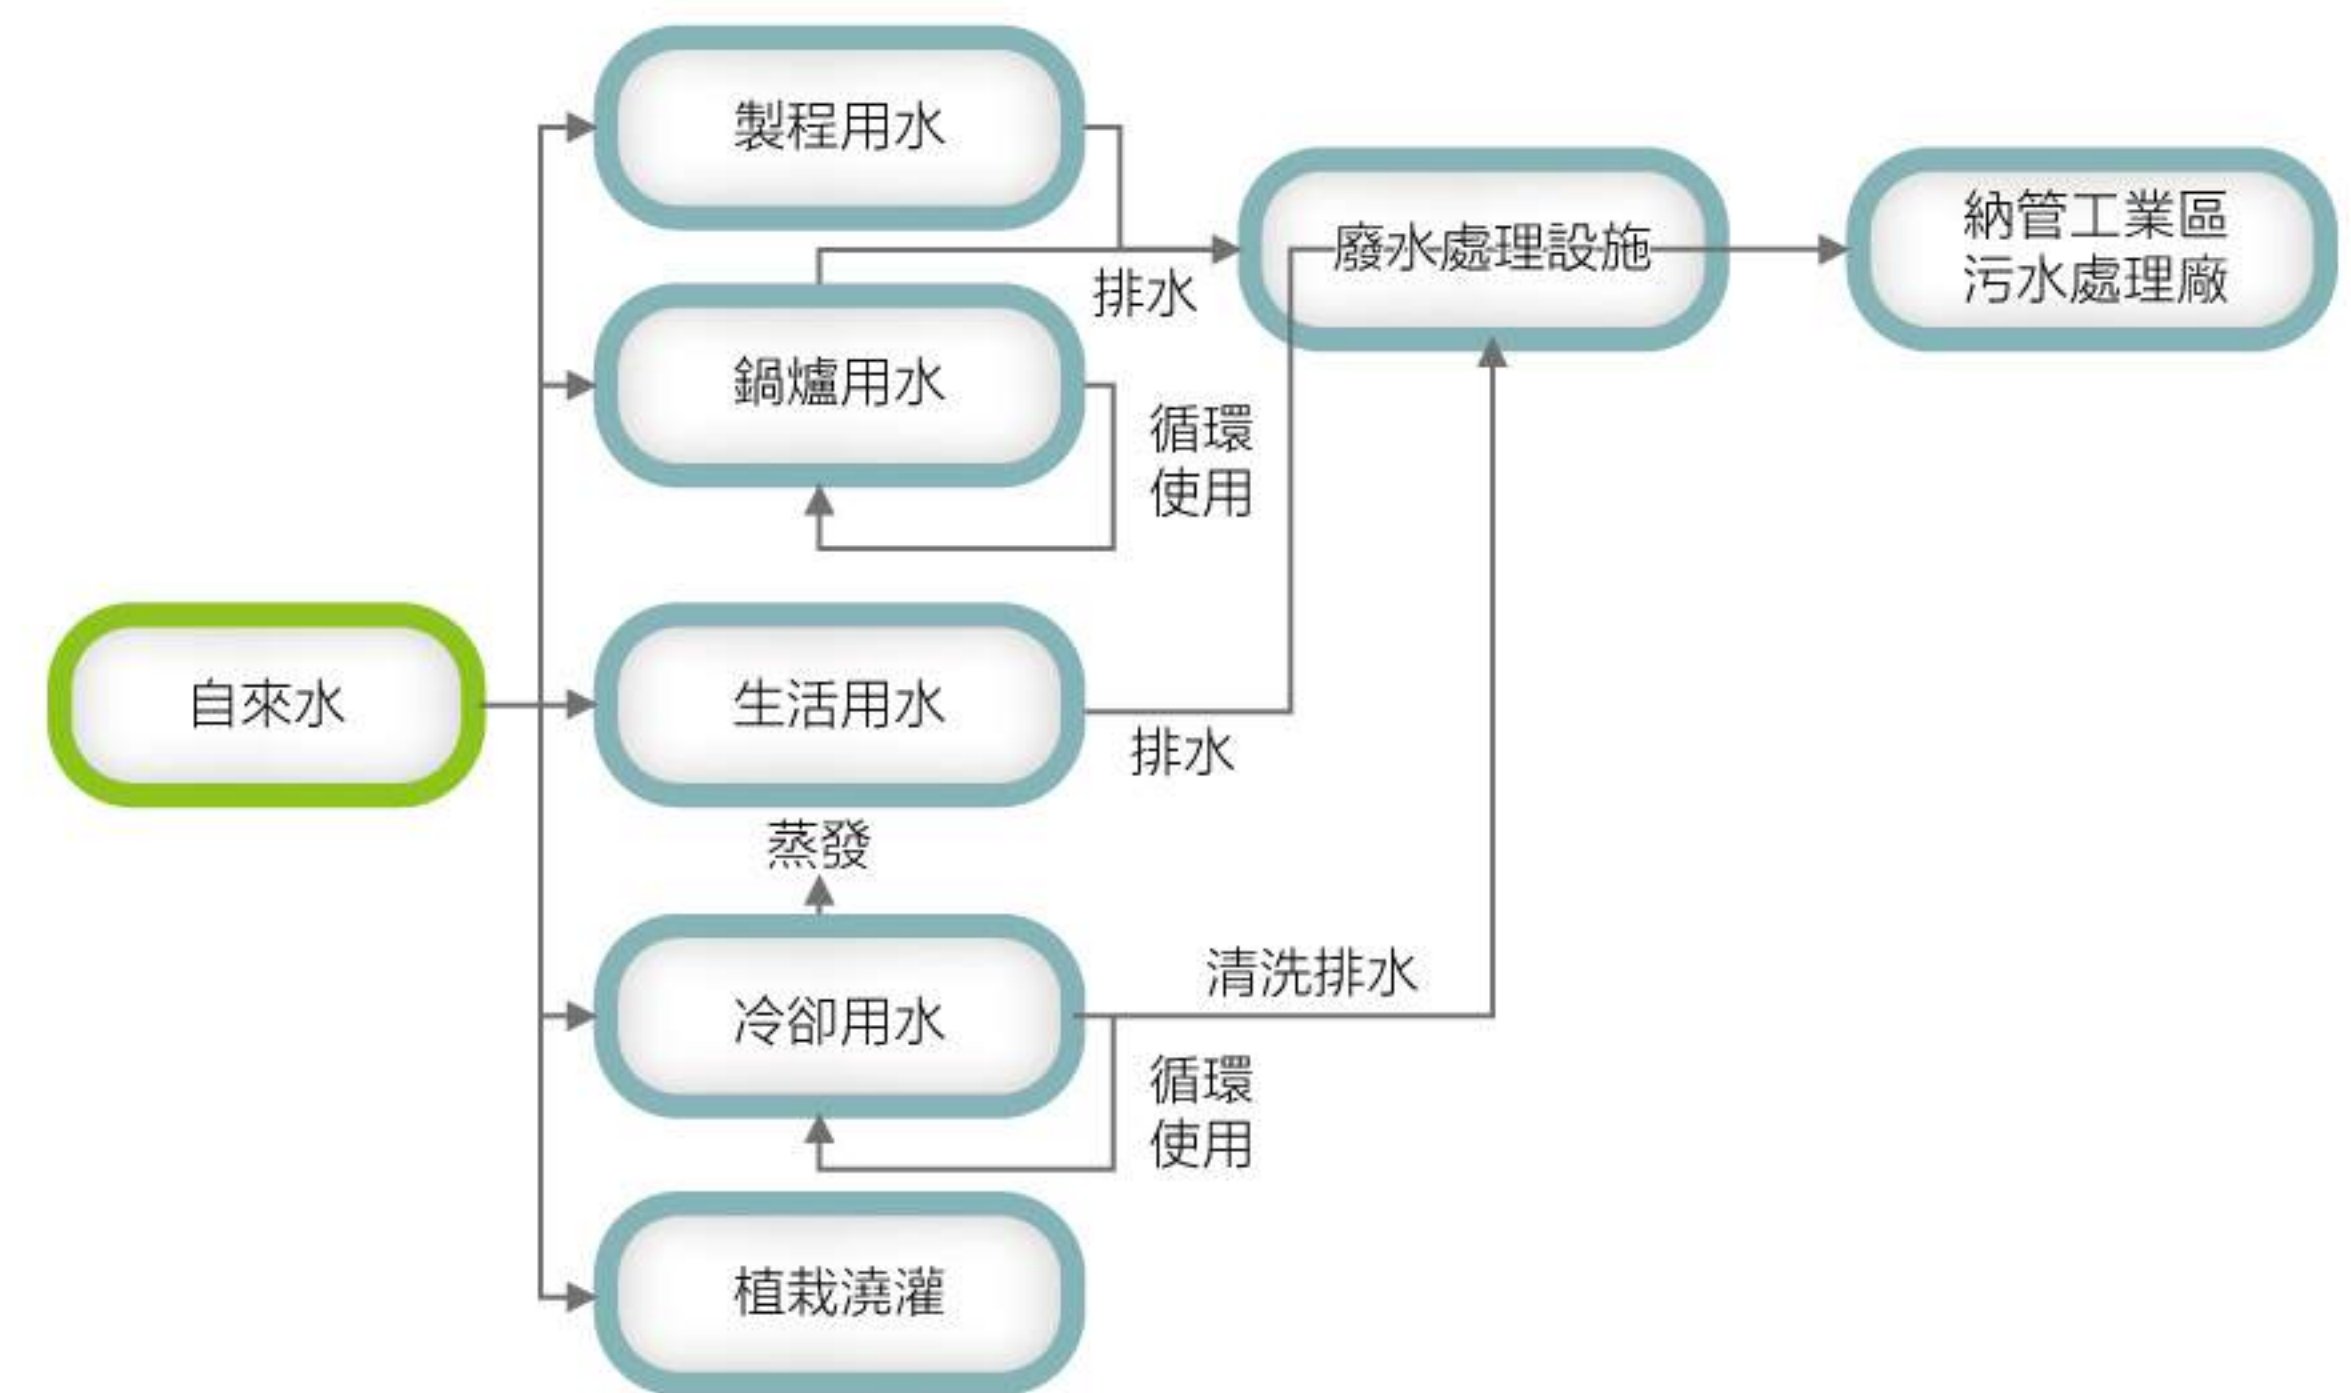 製程用水
納管工業區
污水處理廠
廢水處理設施
排水
鍋爐用水
循環
使用
自來水
生活用水
排水
蒸發
冷卻用水
清洗排水
循環
使用
植栽澆灌